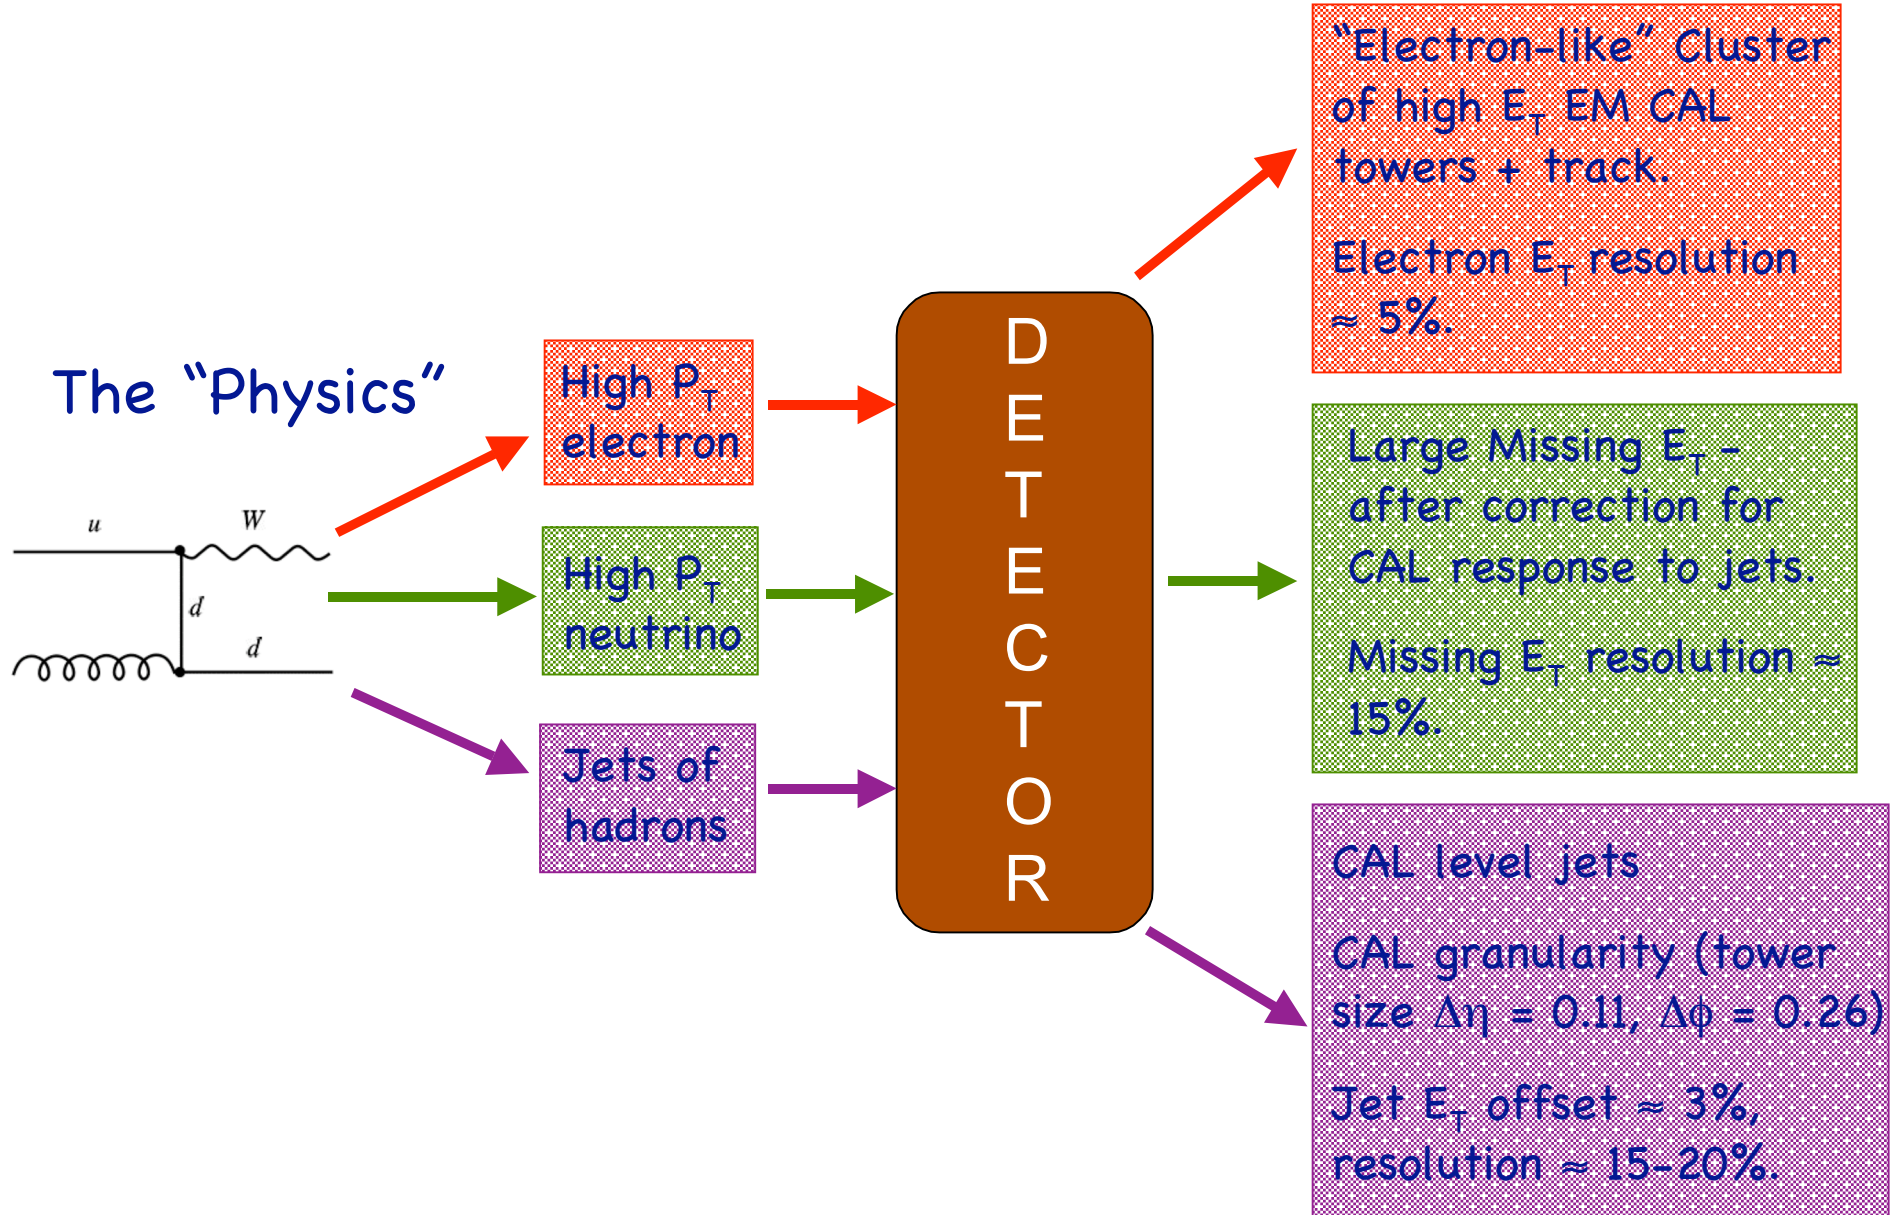 The “Physics”
u
W
d
d
High P_T
electron
High P_T
neutrino
Jets of
hadrons
D
E
T
E
C
T
O
R
“Electron-like” Cluster
of high E_T EM CAL
towers + track.
Electron E_T resolution
≈ 5%.
Large Missing E_T -
after correction for
CAL response to jets.
Missing E_T resolution ≈
15%.
CAL level jets
CAL granularity (tower
size Δη = 0.11, Δϕ = 0.26)
Jet E_T offset ≈ 3%,
resolution ≈ 15-20%.